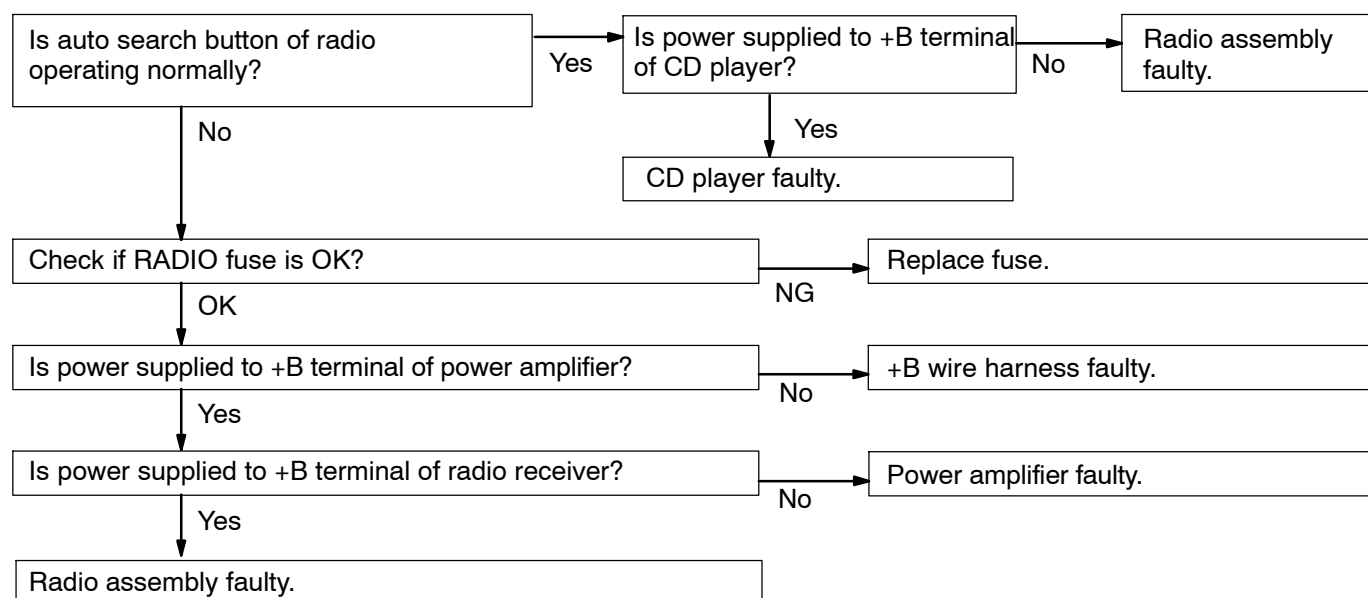 Is auto search button of radio
operating normally?
Yes
Is power supplied to +B terminal
of CD player?
No
Radio assembly
faulty.
Yes
CD player faulty.
No
Check if RADIO fuse is OK?
NG
Replace fuse.
OK
Is power supplied to +B terminal of power amplifier?
No
+B wire harness faulty.
Yes
Is power supplied to +B terminal of radio receiver?
No
Power amplifier faulty.
Yes
Radio assembly faulty.